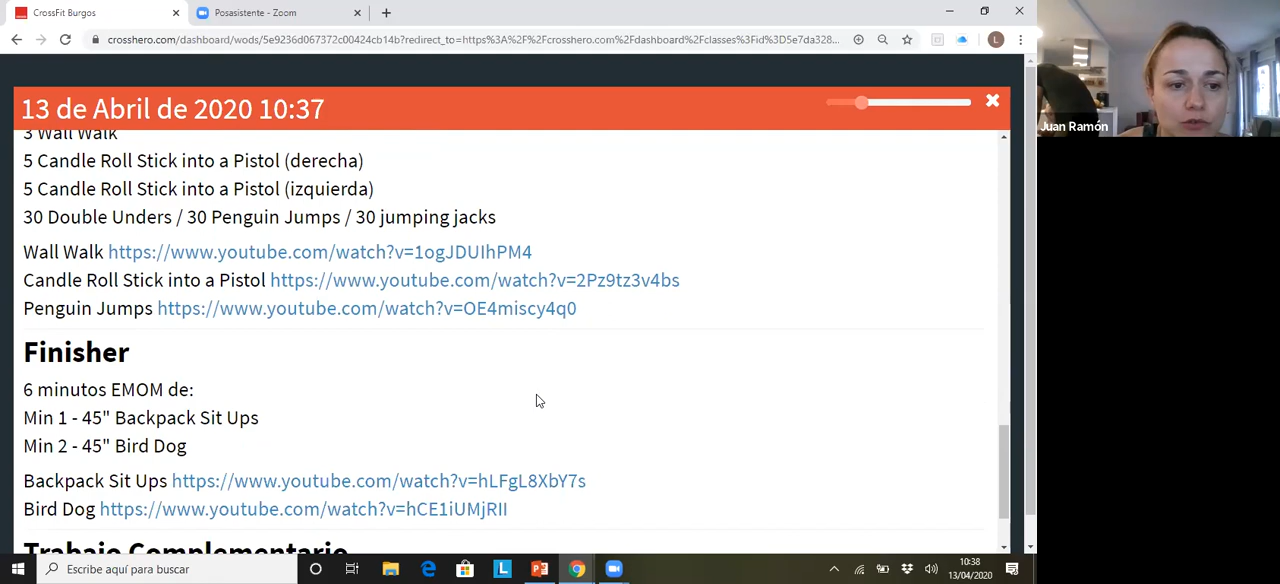 CrossFit Burgos
Posasistente - Zoom
crosshero.com/dashboard/wods/5e9236d067372c00424cb14b?redirect_to=https%3A%2F%2Fcrosshero.com%2Fdashboard%2Fclasses%3Fid%3D5e7da328...
L
13 de Abril de 2020 10:37
3 Wall Walk
5 Candle Roll Stick into a Pistol (derecha)
5 Candle Roll Stick into a Pistol (izquierda)
30 Double Unders / 30 Penguin Jumps / 30 jumping jacks
Wall Walk https://www.youtube.com/watch?v=1ogJDUIhPM4
Candle Roll Stick into a Pistol https://www.youtube.com/watch?v=2Pz9tz3v4bs
Penguin Jumps https://www.youtube.com/watch?v=OE4miscy4q0
Finisher
6 minutos EMOM de:
Min 1 - 45" Backpack Sit Ups
Min 2 - 45" Bird Dog
Backpack Sit Ups https://www.youtube.com/watch?v=hLFgL8XbY7s
Bird Dog https://www.youtube.com/watch?v=hCE1iUMjRII
Trabajo Complementario
Juan Ramón
Escribe aquí para buscar
L
10:38
13/04/2020